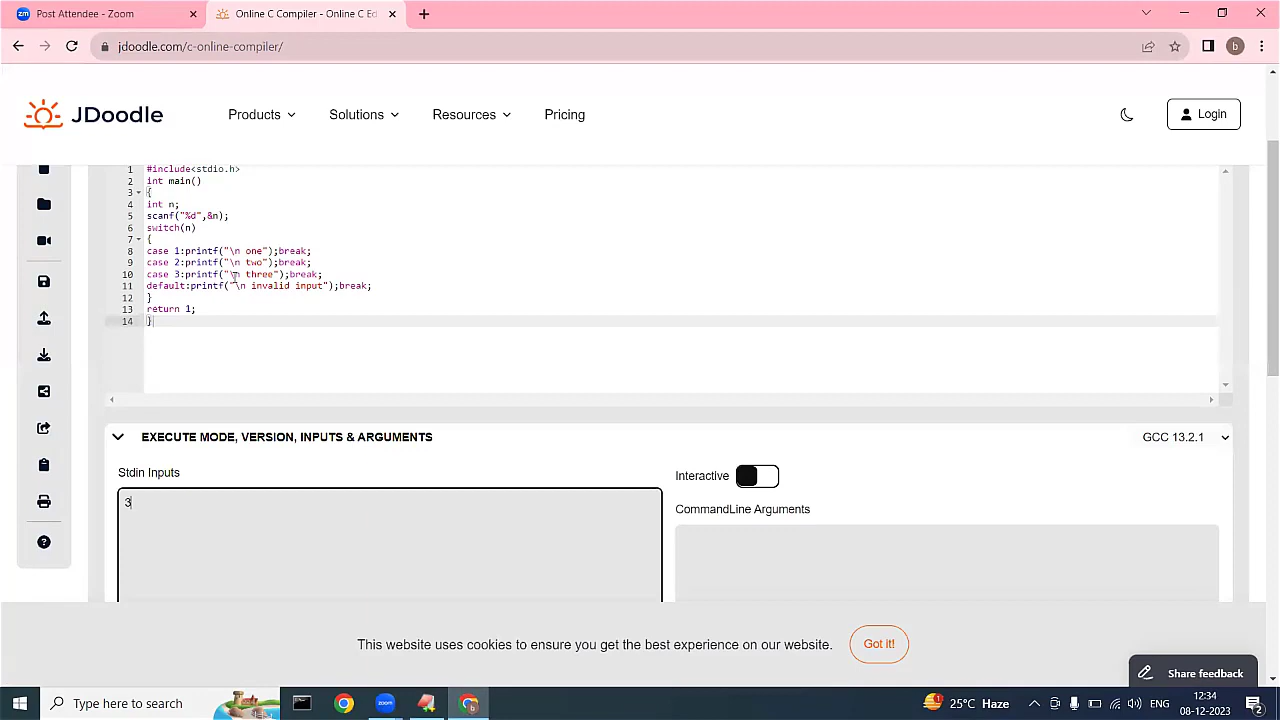 Post Attendee - Zoom
Online C Compiler - Online C Ed
jdoodle.com/c-online-compiler/
b
JDoodle
Products
Solutions
Resources
Pricing
Login
1 #include<stdio.h>
2 int main()
3 {
4 int n;
5 scanf("%d",&n);
6 switch(n)
7 {
8 case 1:printf("\n one");break;
9 case 2:printf("\n two");break;
10 case 3:printf("\n three");break;
11 default:printf("\n invalid input");break;
12 }
13 return 1;
14 }
EXECUTE MODE, VERSION, INPUTS & ARGUMENTS
GCC 13.2.1
Stdin Inputs
Interactive
3
CommandLine Arguments
This website uses cookies to ensure you get the best experience on our website.
Got it!
Share feedback
Type here to search
zoom
25°C Haze
ENG
12:34
08-12-2023
2